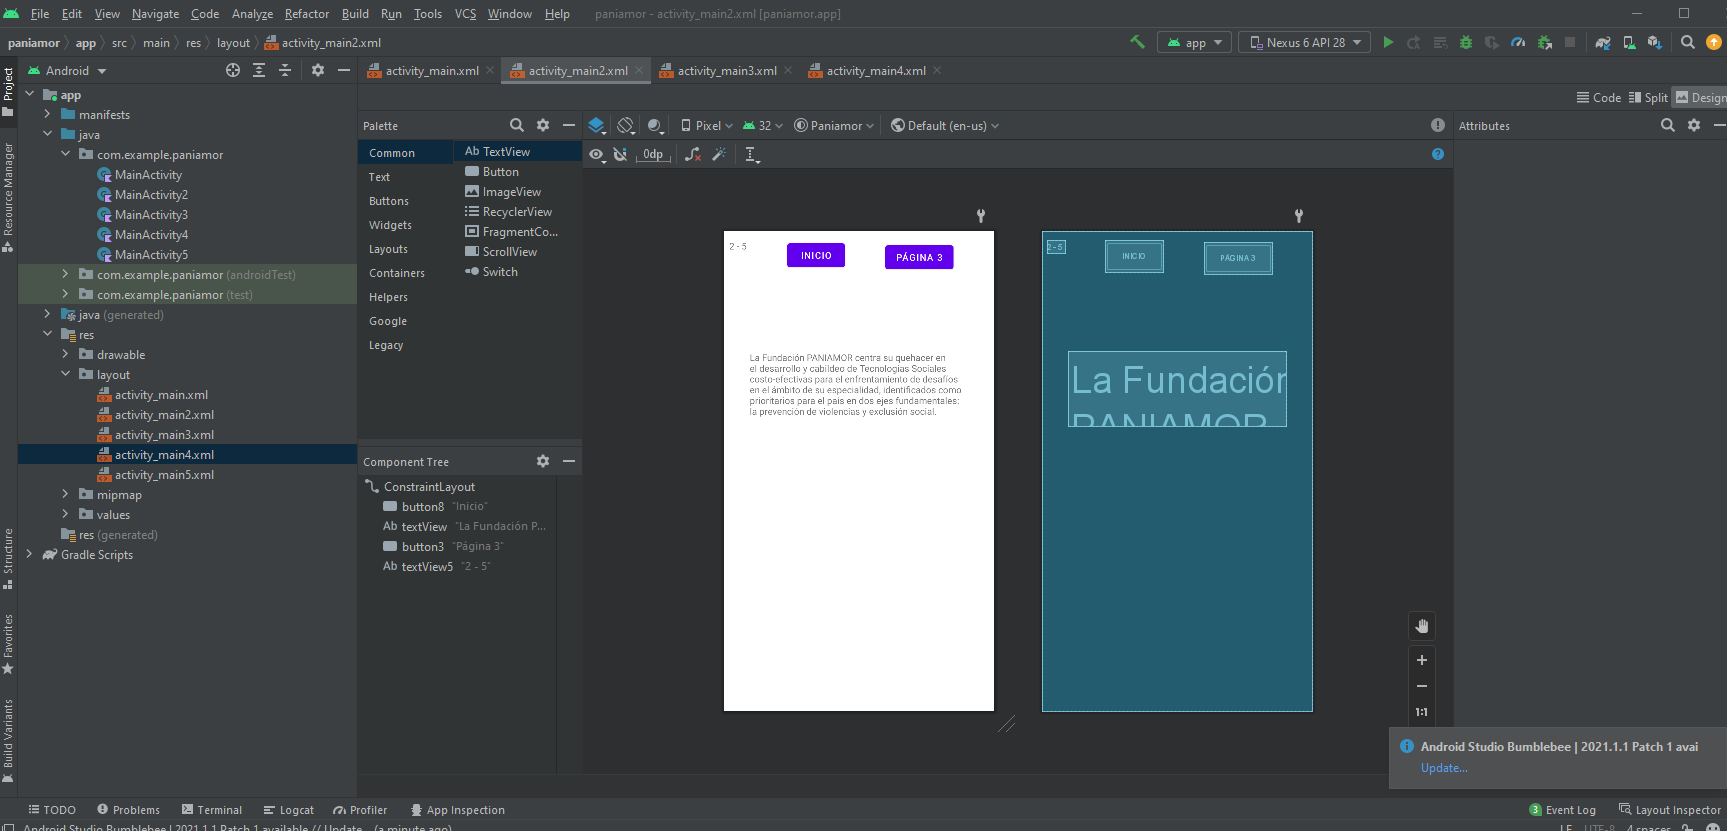 File Edit View Navigate Code Analyze Refactor Build Run Tools VCS Window Help paniamor - activity_main2.xml [paniamor.app]
paniamor app src main res layout activity_main2.xml app Nexus 6 API 28
Project
Android
activity_main.xml activity_main2.xml activity_main3.xml activity_main4.xml
Code Split Design
app
manifests
java
com.example.paniamor
MainActivity
MainActivity2
MainActivity3
MainActivity4
MainActivity5
com.example.paniamor (androidTest)
com.example.paniamor (test)
java (generated)
res
drawable
layout
activity_main.xml
activity_main2.xml
activity_main3.xml
activity_main4.xml
activity_main5.xml
mipmap
values
res (generated)
Gradle Scripts
Resource Manager
Structure
Favorites
Build Variants
Palette
Common
Text
Buttons
Widgets
Layouts
Containers
Helpers
Google
Legacy
Ab TextView
Button
ImageView
RecyclerView
FragmentCo...
ScrollView
Switch
Component Tree
ConstraintLayout
button8 "Inicio"
Ab textView "La Fundación P...
button3 "Página 3"
Ab textView5 "2 - 5"
Pixel 32 Paniamor Default (en-us)
0dp
Attributes
2 - 5 INICIO PÁGINA 3
La Fundación PANIAMOR centra su quehacer en
el desarrollo y cabildeo de Tecnologías Sociales
costo-efectivas para el enfrentamiento de desafíos
en el ámbito de su especialidad, identificados como
prioritarios para el país en dos ejes fundamentales:
la prevención de violencias y exclusión social.
2 - 5 INICIO PÁGINA 3
La Fundación
PANIAMOR
1:1
Android Studio Bumblebee | 2021.1.1 Patch 1 avai
Update...
TODO Problems Terminal Logcat Profiler App Inspection 3 Event Log Layout Inspector
Android Studio Bumblebee | 2021.1.1 Patch 1 available // Update... (a minute ago) LF UTF-8 4 spaces